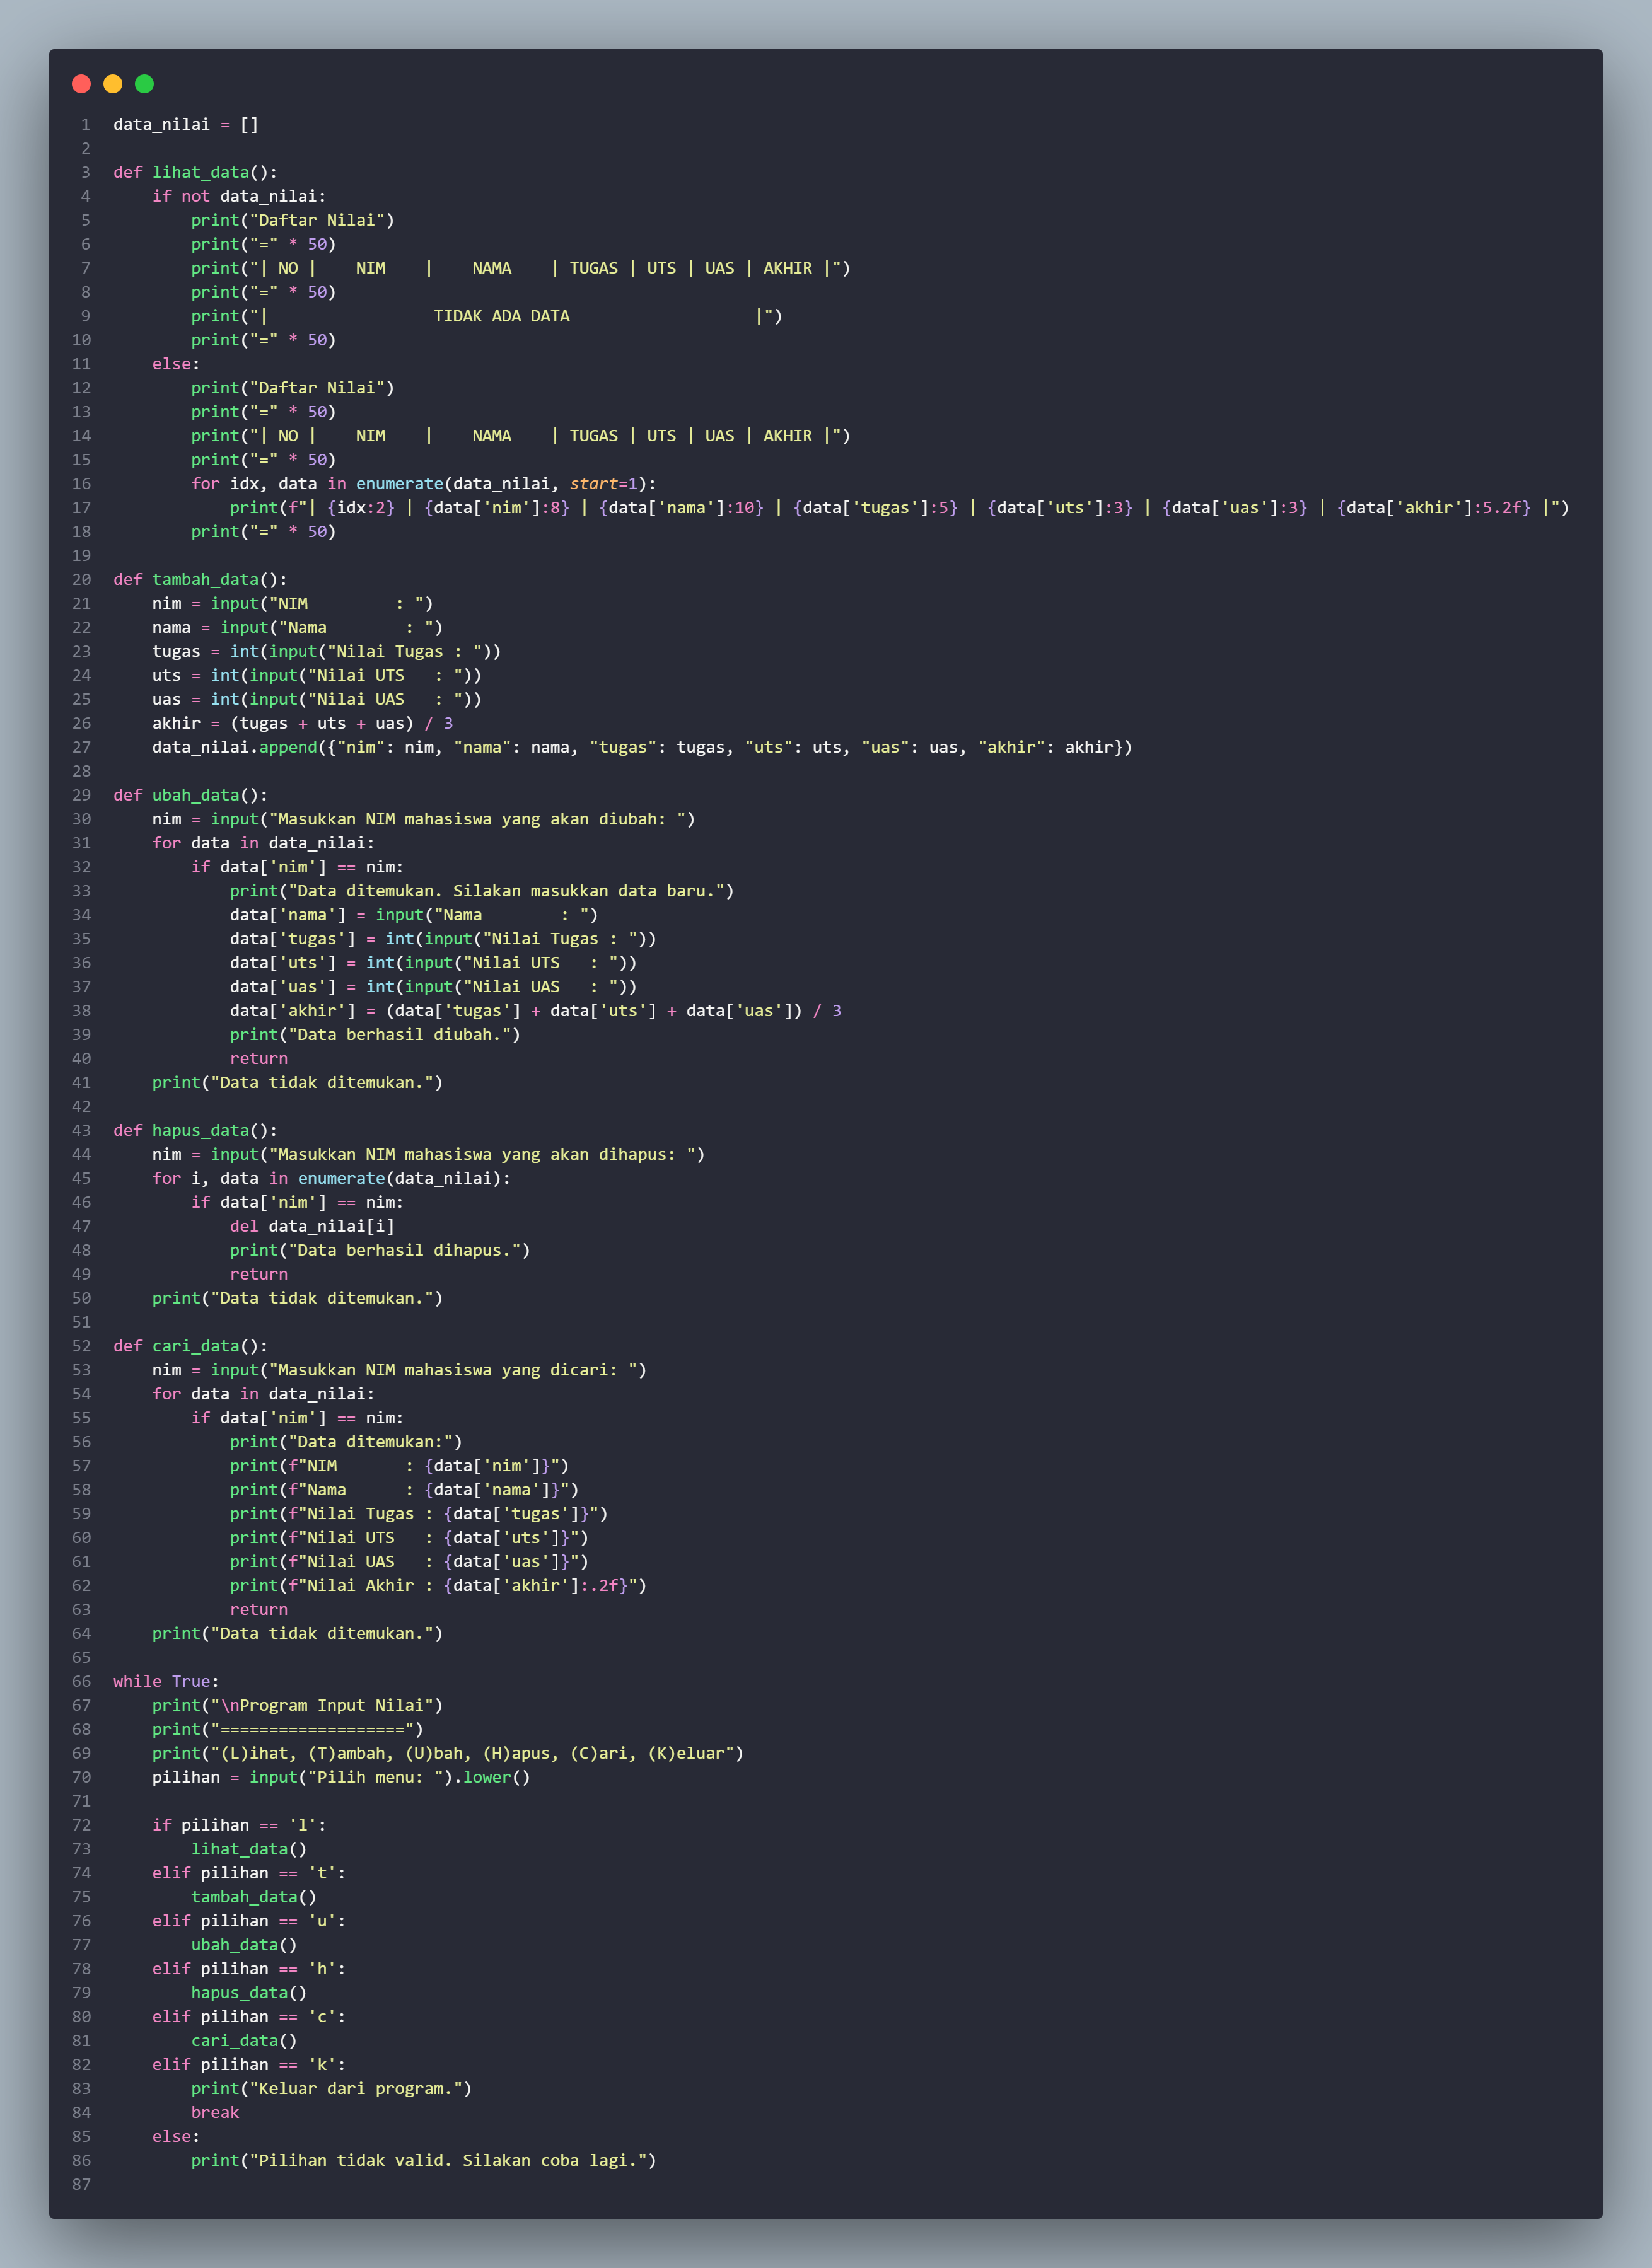 1 data_nilai = []
2
3 def lihat_data():
4     if not data_nilai:
5         print("Daftar Nilai")
6         print("=" * 50)
7         print("| NO |    NIM    |    NAMA    | TUGAS | UTS | UAS | AKHIR |")
8         print("=" * 50)
9         print("|                 TIDAK ADA DATA                   |")
10         print("=" * 50)
11     else:
12         print("Daftar Nilai")
13         print("=" * 50)
14         print("| NO |    NIM    |    NAMA    | TUGAS | UTS | UAS | AKHIR |")
15         print("=" * 50)
16         for idx, data in enumerate(data_nilai, start=1):
17             print(f"| {idx:2} | {data['nim']:8} | {data['nama']:10} | {data['tugas']:5} | {data['uts']:3} | {data['uas']:3} | {data['akhir']:5.2f} |")
18         print("=" * 50)
19
20 def tambah_data():
21     nim = input("NIM         : ")
22     nama = input("Nama        : ")
23     tugas = int(input("Nilai Tugas : "))
24     uts = int(input("Nilai UTS   : "))
25     uas = int(input("Nilai UAS   : "))
26     akhir = (tugas + uts + uas) / 3
27     data_nilai.append({"nim": nim, "nama": nama, "tugas": tugas, "uts": uts, "uas": uas, "akhir": akhir})
28
29 def ubah_data():
30     nim = input("Masukkan NIM mahasiswa yang akan diubah: ")
31     for data in data_nilai:
32         if data['nim'] == nim:
33             print("Data ditemukan. Silakan masukkan data baru.")
34             data['nama'] = input("Nama        : ")
35             data['tugas'] = int(input("Nilai Tugas : "))
36             data['uts'] = int(input("Nilai UTS   : "))
37             data['uas'] = int(input("Nilai UAS   : "))
38             data['akhir'] = (data['tugas'] + data['uts'] + data['uas']) / 3
39             print("Data berhasil diubah.")
40             return
41     print("Data tidak ditemukan.")
42
43 def hapus_data():
44     nim = input("Masukkan NIM mahasiswa yang akan dihapus: ")
45     for i, data in enumerate(data_nilai):
46         if data['nim'] == nim:
47             del data_nilai[i]
48             print("Data berhasil dihapus.")
49             return
50     print("Data tidak ditemukan.")
51
52 def cari_data():
53     nim = input("Masukkan NIM mahasiswa yang dicari: ")
54     for data in data_nilai:
55         if data['nim'] == nim:
56             print("Data ditemukan:")
57             print(f"NIM       : {data['nim']}")
58             print(f"Nama      : {data['nama']}")
59             print(f"Nilai Tugas : {data['tugas']}")
60             print(f"Nilai UTS   : {data['uts']}")
61             print(f"Nilai UAS   : {data['uas']}")
62             print(f"Nilai Akhir : {data['akhir']:.2f}")
63             return
64     print("Data tidak ditemukan.")
65
66 while True:
67     print("\nProgram Input Nilai")
68     print("===================")
69     print("(L)ihat, (T)ambah, (U)bah, (H)apus, (C)ari, (K)eluar")
70     pilihan = input("Pilih menu: ").lower()
71
72     if pilihan == 'l':
73         lihat_data()
74     elif pilihan == 't':
75         tambah_data()
76     elif pilihan == 'u':
77         ubah_data()
78     elif pilihan == 'h':
79         hapus_data()
80     elif pilihan == 'c':
81         cari_data()
82     elif pilihan == 'k':
83         print("Keluar dari program.")
84         break
85     else:
86         print("Pilihan tidak valid. Silakan coba lagi.")
87